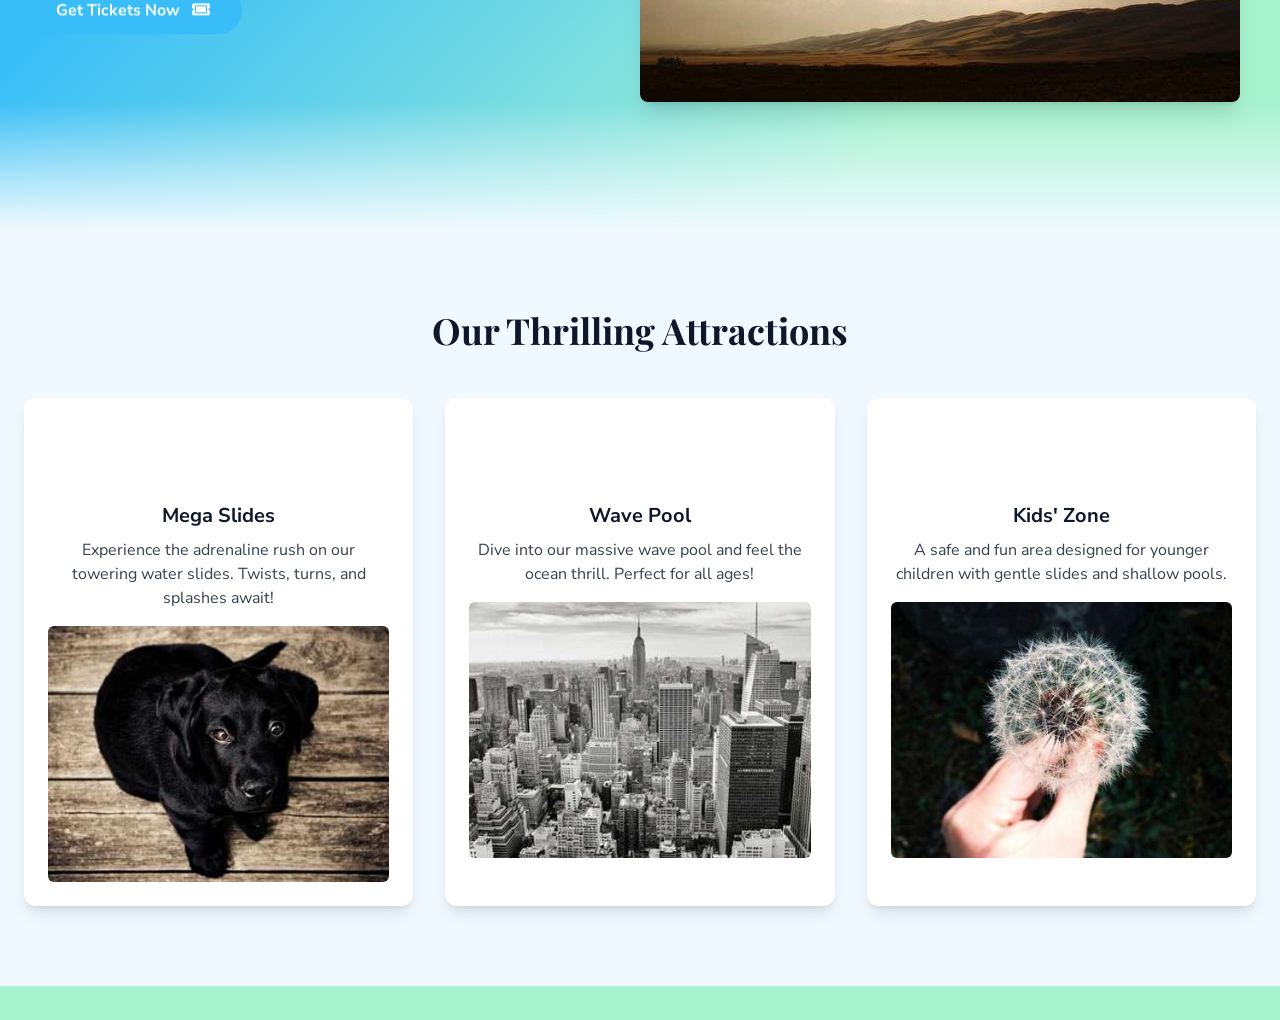 Get Tickets Now
Our Thrilling Attractions
Mega Slides
Experience the adrenaline rush on our
towering water slides. Twists, turns, and
splashes await!
Wave Pool
Dive into our massive wave pool and feel the
ocean thrill. Perfect for all ages!
Kids' Zone
A safe and fun area designed for younger
children with gentle slides and shallow pools.